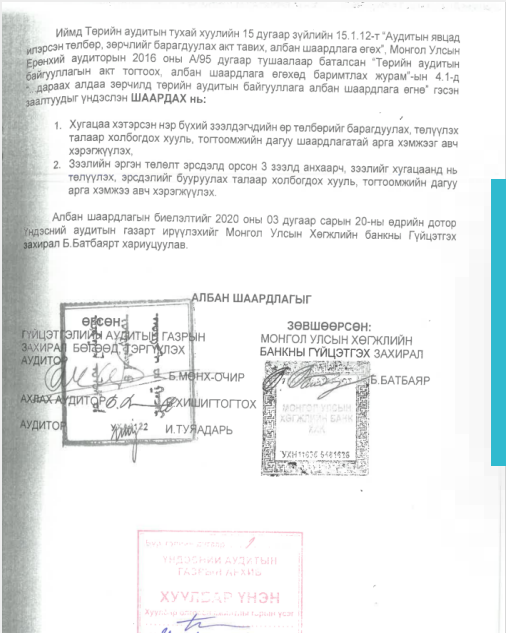 Иймд Төрийн аудитын тухай хуулийн 15 дугаар зүйлийн 15.1.12-т "Аудитын явцад
илэрсэн төлбөр, зөрчлийг барагдуулах акт тавих, албан шаардлага өгөх", Монгол Улсын
Ерөнхий аудиторын 2016 оны А/95 дугаар тушаалаар баталсан "Төрийн аудитын
байгууллагын акт тогтоох, албан шаардлага өгөхөд баримтлах журам"-ын 4.1-д
"...дараах алдаа зөрчилд төрийн аудитын байгууллага албан шаардлага өгнө" гэсэн
заалтуудыг үндэслэн ШААРДАХ нь:
1. Хугацаа хэтэрсэн нэр бүхий зээлдэгчдийн өр төлбөрийг барагдуулах, төлүүлэх
талаар холбогдох хууль, тогтоомжийн дагуу шаардлагатай арга хэмжээг авч
хэрэгжүүлэх,
2. Зээлийн эргэн төлөлт эрсдэлд орсон 3 зээлд анхаарч, зээлийг хугацаанд нь
төлүүлэх, эрсдэлийг бууруулах талаар холбогдох хууль, тогтоомжийн дагуу
арга хэмжээ авч хэрэгжүүлэх.
Албан шаардлагын биелэлтийг 2020 оны 03 дугаар сарын 20-ны өдрийн дотор
Үндэсний аудитын газарт ирүүлэхийг Монгол Улсын Хөгжлийн банкны Гүйцэтгэх
захирал Б.Батбаярт хариуцуулав.
АЛБАН ШААРДЛАГЫГ
ӨГСӨН:
ГҮЙЦЭТГЭЛИЙН АУДИТЫН ГАЗРЫН
ЗАХИРАЛ БӨГӨӨД ТЭРГҮҮЛЭХ
АУДИТОР
Б.МӨНХ-ОЧИР
АХЛАХ АУДИТОР
ХИШИГТОГТОХ
АУДИТОР
И.ТУЯАДАРЬ
ЗӨВШӨӨРСӨН:
МОНГОЛ УЛСЫН ХӨГЖЛИЙН
БАНКНЫ ГҮЙЦЭТГЭХ ЗАХИРАЛ
Б.БАТБАЯР
МОНГОЛ УЛСЫН
ХӨГЖЛИЙН БАНК
ХХК
ҮНДЭСНИЙ АУДИТЫН
ГАЗРЫН АРХИВ
ХУУЛБАР ҮНЭН